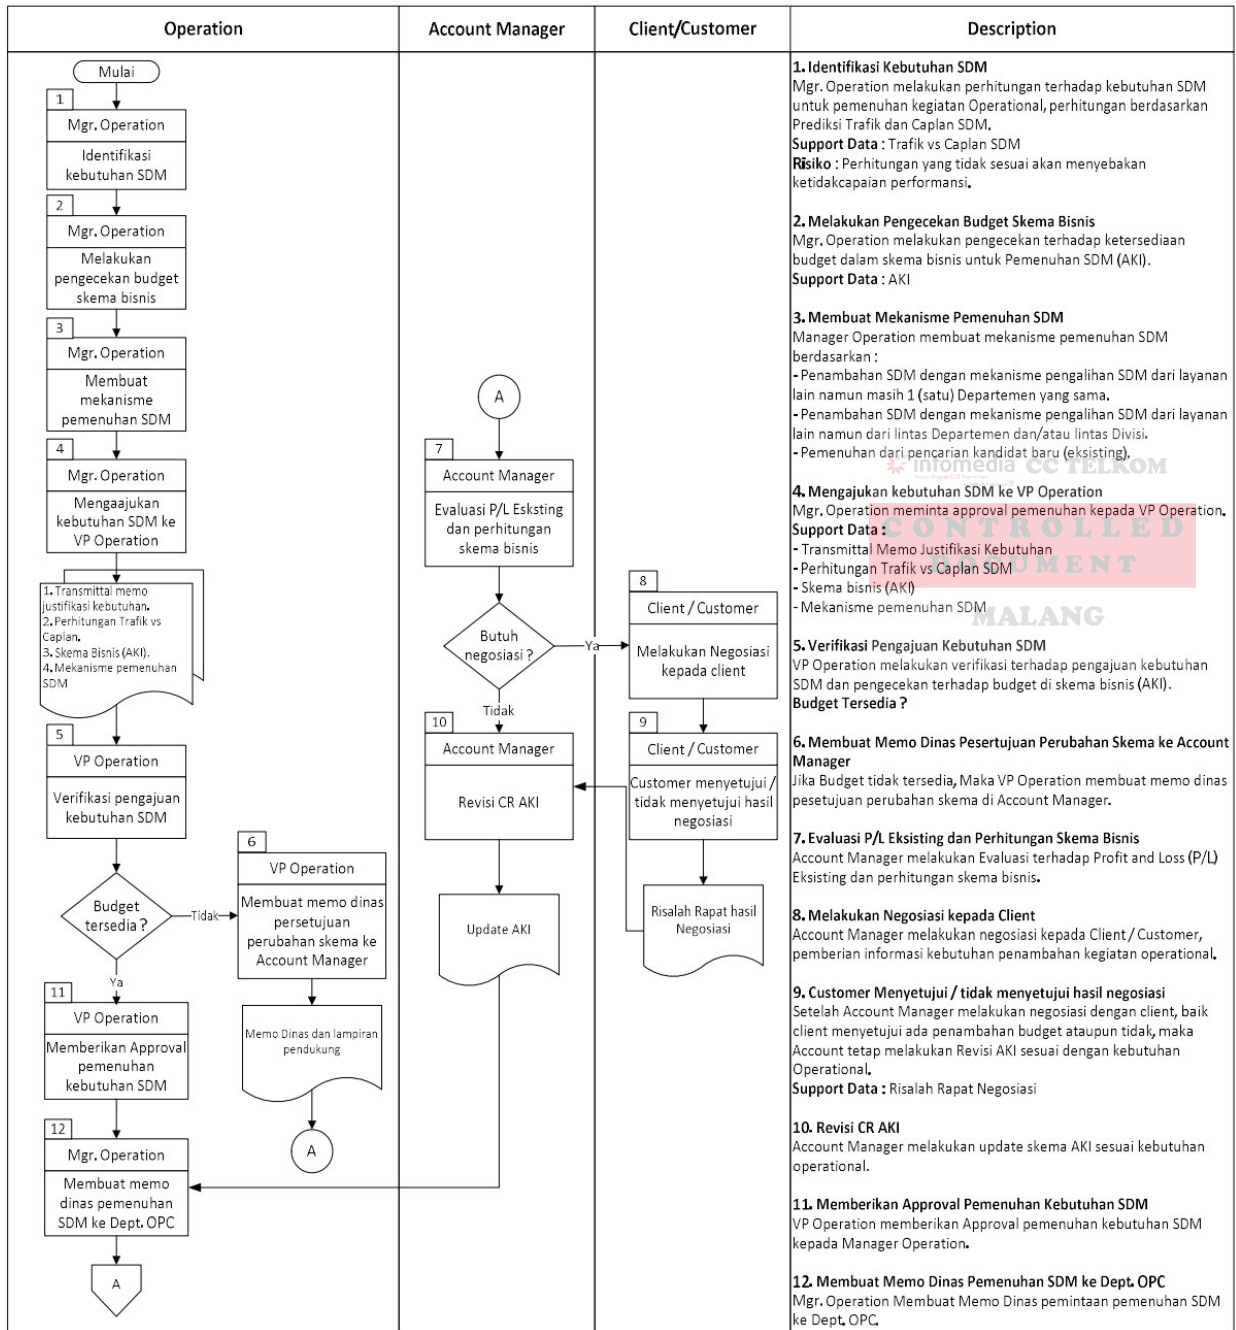 Operation
Account Manager
Client/Customer
Description
Mulai
1
Mgr. Operation
Identifikasi
kebutuhan SDM
2
Mgr. Operation
Melakukan
pengecekan budget
skema bisnis
3
Mgr. Operation
Membuat
mekanisme
pemenuhan SDM
4
Mgr. Operation
Mengaajukan
kebutuhan SDM ke
VP Operation
1. Transmittal memo
justifikasi kebutuhan.
2. Perhitungan Trafik vs
Caplan.
3. Skema Bisnis (AKI).
4. Mekanisme pemenuhan
SDM
5
VP Operation
Verifikasi pengajuan
kebutuhan SDM
Budget
tersedia ?
Tidak
Ya
6
VP Operation
Membuat memo dinas
persetujuan
perubahan skema ke
Account Manager
Memo Dinas dan lampiran
pendukung
A
11
VP Operation
Memberikan Approval
pemenuhan
kebutuhan SDM
12
Mgr. Operation
Membuat memo
dinas pemenuhan
SDM ke Dept. OPC
A
A
7
Account Manager
Evaluasi P/L Esksting
dan perhitungan
skema bisnis
Butuh
negosiasi ?
Ya
Tidak
10
Account Manager
Revisi CR AKI
Update AKI
8
Client / Customer
Melakukan Negosiasi
kepada client
9
Client / Customer
Customer menyetujui /
tidak menyetujui hasil
negosiasi
Risalah Rapat hasil
Negosiasi
1. Identifikasi Kebutuhan SDM
Mgr. Operation melakukan perhitungan terhadap kebutuhan SDM
untuk pemenuhan kegiatan Operational, perhitungan berdasarkan
Prediksi Trafik dan Caplan SDM.
Support Data : Trafik vs Caplan SDM
Risiko : Perhitungan yang tidak sesuai akan menyebakan
ketidakcapaian performansi.
2. Melakukan Pengecekan Budget Skema Bisnis
Mgr. Operation melakukan pengecekan terhadap ketersediaan
budget dalam skema bisnis untuk Pemenuhan SDM (AKI).
Support Data : AKI
3. Membuat Mekanisme Pemenuhan SDM
Manager Operation membuat mekanisme pemenuhan SDM
berdasarkan :
- Penambahan SDM dengan mekanisme pengalihan SDM dari layanan
lain namun masih 1 (satu) Departemen yang sama.
- Penambahan SDM dengan mekanisme pengalihan SDM dari layanan
lain namun dari lintas Departemen dan/atau lintas Divisi.
- Pemenuhan dari pencarian kandidat baru (eksisting).
infomedia CC TELKOM
4. Mengajukan kebutuhan SDM ke VP Operation
Mgr. Operation meminta approval pemenuhan kepada VP Operation.
CONTROLLED
Support Data :
- Transmittal Memo Justifikasi Kebutuhan
- Perhitungan Trafik vs Caplan SDM
DOCUMENT
- Skema bisnis (AKI)
- Mekanisme pemenuhan SDM
MALANG
5. Verifikasi Pengajuan Kebutuhan SDM
VP Operation melakukan verifikasi terhadap pengajuan kebutuhan
SDM dan pengecekan terhadap budget di skema bisnis (AKI).
Budget Tersedia ?
6. Membuat Memo Dinas Pesertujuan Perubahan Skema ke Account
Manager
Jika Budget tidak tersedia, Maka VP Operation membuat memo dinas
pesetujuan perubahan skema di Account Manager.
7. Evaluasi P/L Eksisting dan Perhitungan Skema Bisnis
Account Manager melakukan Evaluasi terhadap Profit and Loss (P/L)
Eksisting dan perhitungan skema bisnis.
8. Melakukan Negosiasi kepada Client
Account Manager melakukan negosiasi kepada Client / Customer,
pemberian informasi kebutuhan penambahan kegiatan operational.
9. Customer Menyetujui / tidak menyetujui hasil negosiasi
Setelah Account Manager melakukan negosiasi dengan client, baik
client menyetujui ada penambahan budget ataupun tidak, maka
Account tetap melakukan Revisi AKI sesuai dengan kebutuhan
Operational.
Support Data : Risalah Rapat Negosiasi
10. Revisi CR AKI
Account Manager melakukan update skema AKI sesuai kebutuhan
operational.
11. Memberikan Approval Pemenuhan Kebutuhan SDM
VP Operation memberikan Approval pemenuhan kebutuhan SDM
kepada Manager Operation.
12. Membuat Memo Dinas Pemenuhan SDM ke Dept. OPC
Mgr. Operation Membuat Memo Dinas pemintaan pemenuhan SDM
ke Dept. OPC.